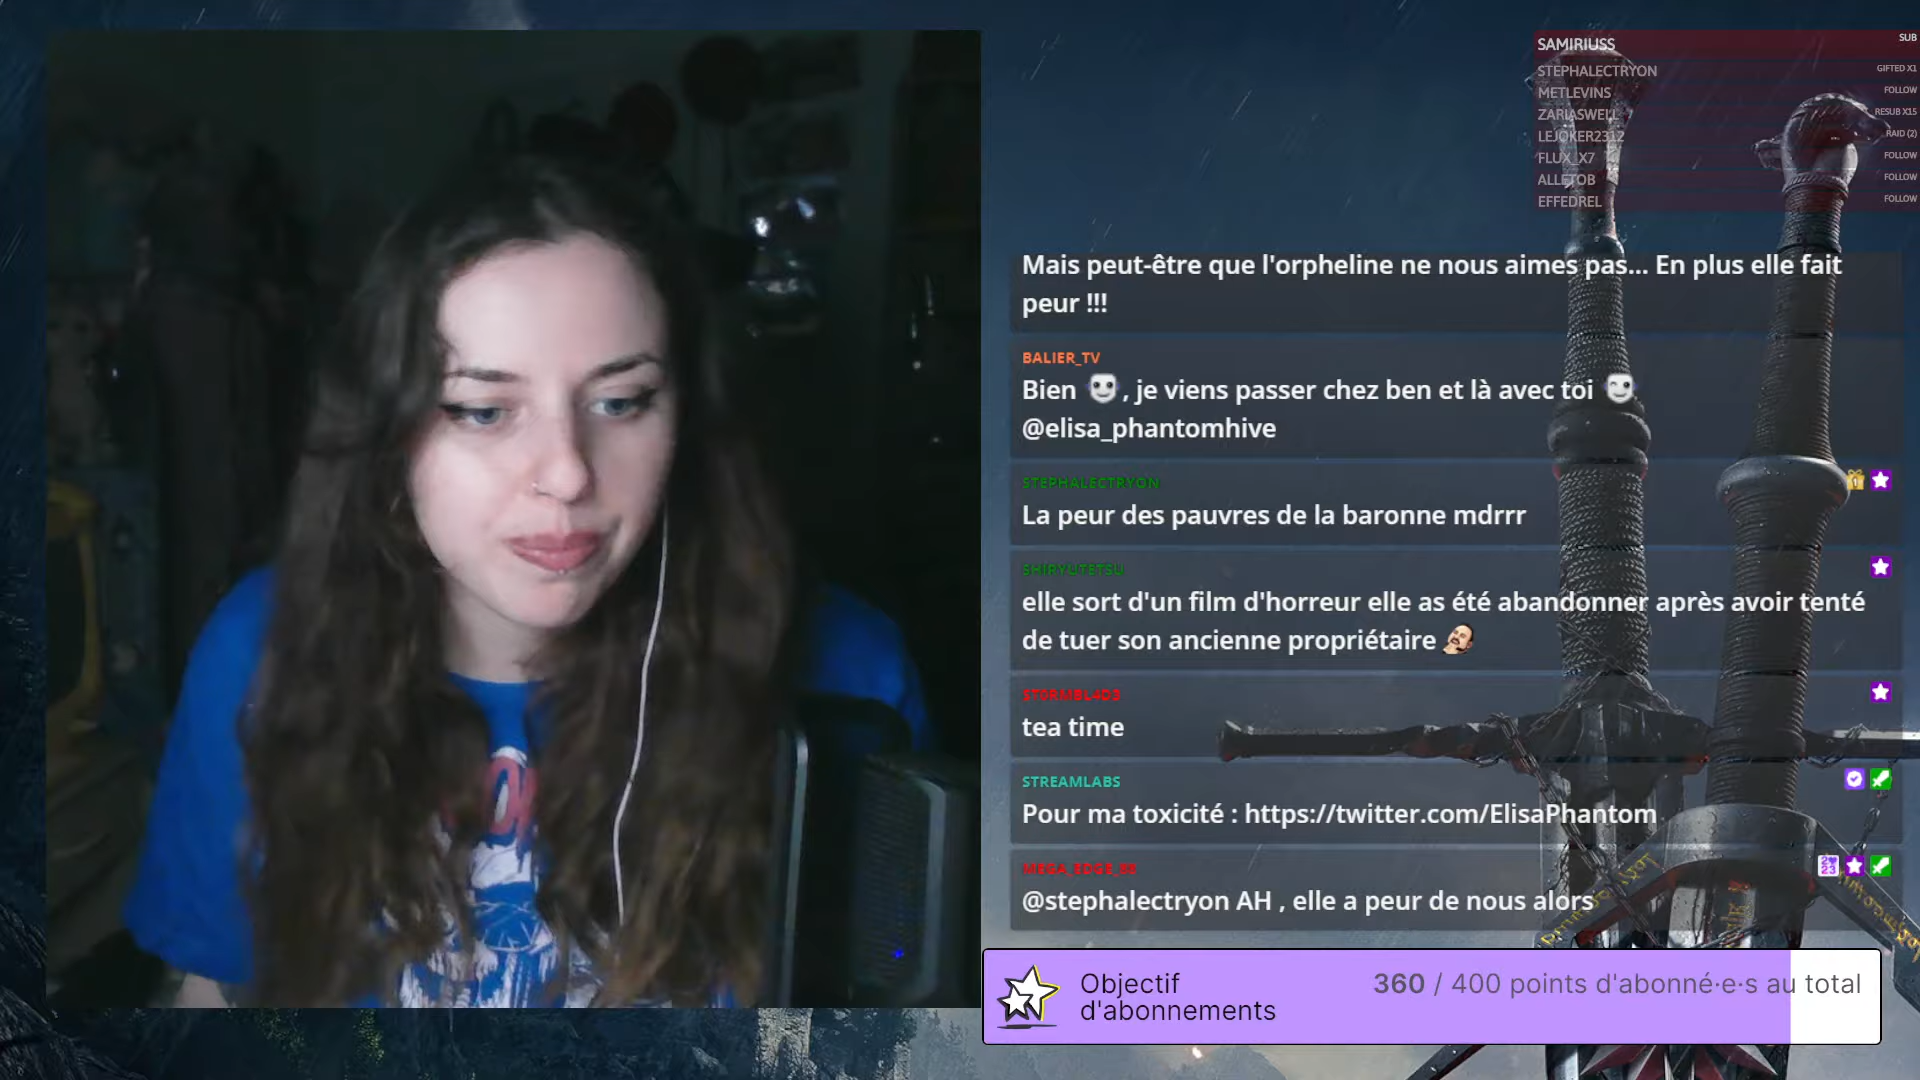 SAMIRIUSS SUB
STEPHALECTRYON GIFTED X1
METLEVINS FOLLOW
ZARIASWELL RESUB X15
LEJOKER2312 RAID (2)
FLUX_X7 FOLLOW
ALLETOB FOLLOW
EFFEDREL FOLLOW
Mais peut-être que l'orpheline ne nous aimes pas... En plus elle fait
peur !!!
BALIER_TV
Bien , je viens passer chez ben et là avec toi
@elisa_phantomhive
STEPHALECTRYON
La peur des pauvres de la baronne mdrrr
SHIRYUTETSU
elle sort d'un film d'horreur elle as été abandonner après avoir tenté
de tuer son ancienne propriétaire
ST0RMBL4D3
tea time
STREAMLABS
Pour ma toxicité : https://twitter.com/ElisaPhantom
MEGA_EDGE_88
@stephalectryon AH , elle a peur de nous alors
Objectif
d'abonnements
360 / 400 points d'abonné·e·s au total